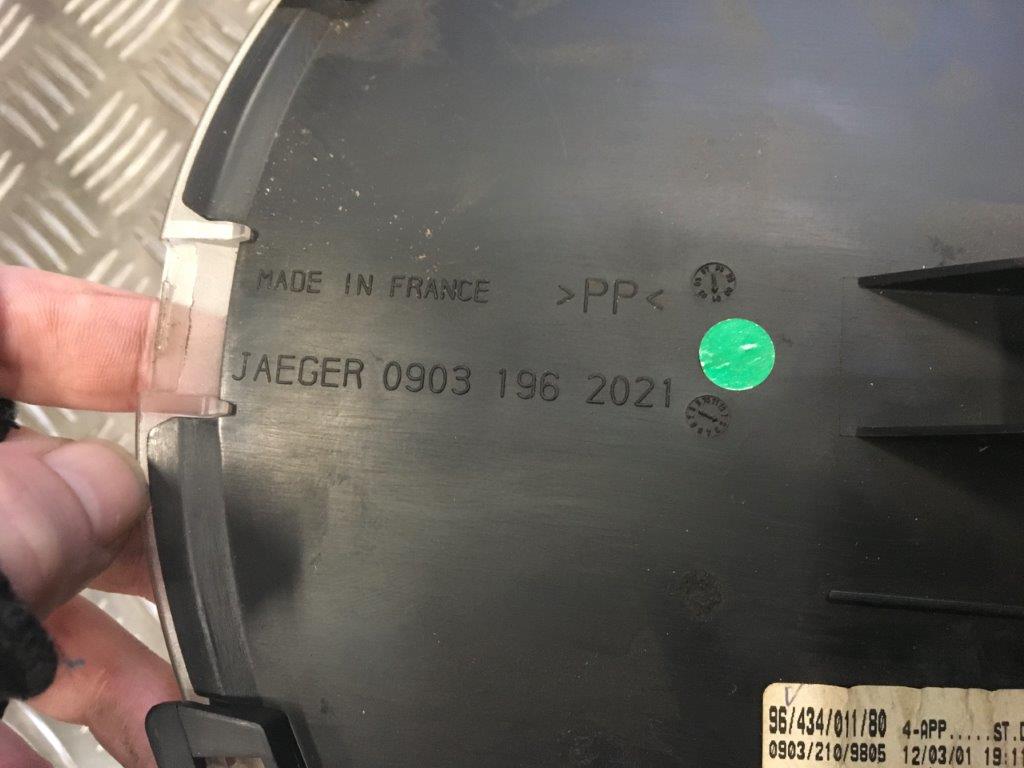 MADE IN FRANCE >PP<
JAEGER 0903 196 2021
96/434/011/80 4-APP.....ST.
0903/210/9805 12/03/01 19:11